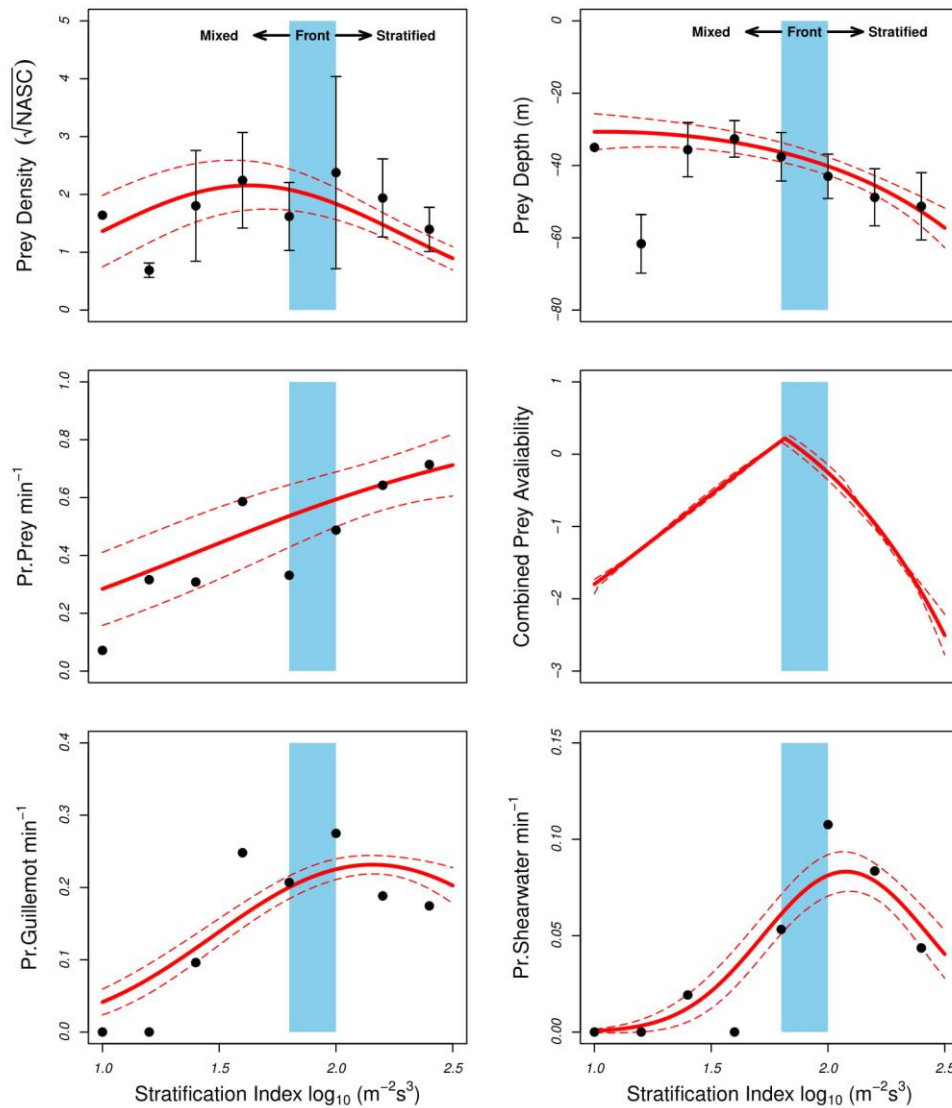 Mixed Front Stratified
Prey Density (√NASC)
0 1 2 3 4 5
Mixed Front Stratified
Prey Depth (m)
−80 −60 −40 −20 0
Pr.Prey min⁻¹
0.0 0.2 0.4 0.6 0.8 1.0
Combined Prey Avaliability
−3 −2 −1 0 1
Pr.Guillemot min⁻¹
0.0 0.1 0.2 0.3 0.4
1.0 1.5 2.0 2.5
Stratification Index log₁₀ (m⁻²s³)
Pr.Shearwater min⁻¹
0.00 0.05 0.10 0.15
1.0 1.5 2.0 2.5
Stratification Index log₁₀ (m⁻²s³)